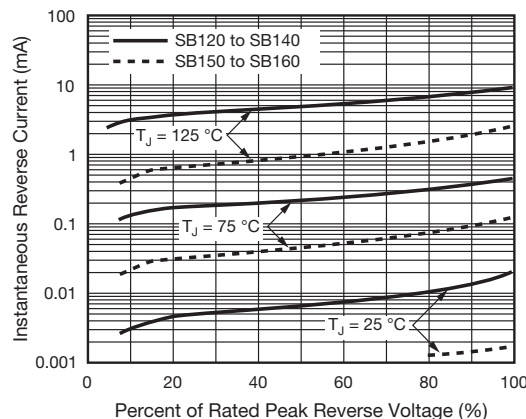 Instantaneous Reverse Current (mA)
100
10
1
0.1
0.01
0.001
SB120 to SB140
SB150 to SB160
TJ = 125 °C
TJ = 75 °C
TJ = 25 °C
0
20
40
60
80
100
Percent of Rated Peak Reverse Voltage (%)